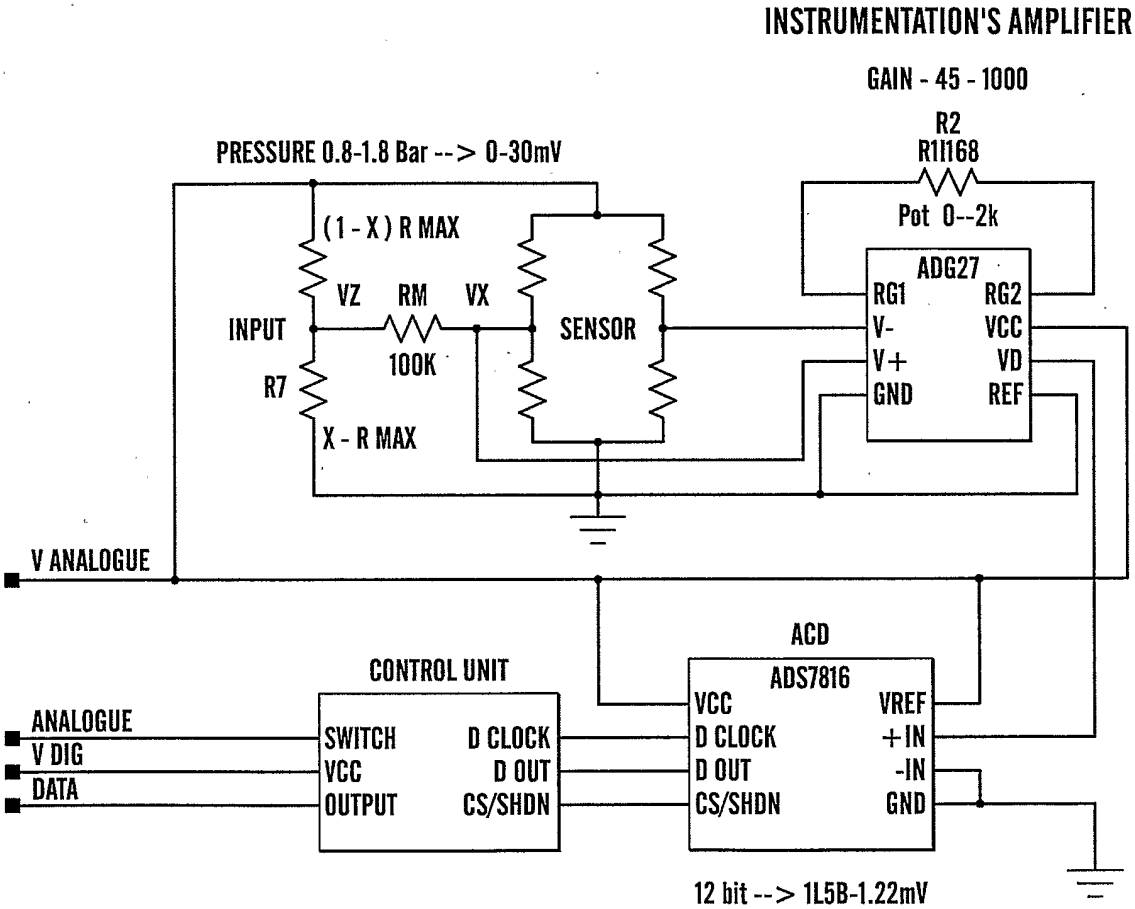 INSTRUMENTATION'S AMPLIFIER
GAIN - 45 - 1000
R2
R1I168
Pot 0--2k
PRESSURE 0.8-1.8 Bar --> 0-30mV
(1 - X) R MAX
VZ
RM
VX
INPUT
100K
SENSOR
R7
X - R MAX
ADG27
RG1
RG2
V-
VCC
V+
VD
GND
REF
V ANALOGUE
ACD
ADS7816
VCC
VREF
D CLOCK
+IN
D OUT
-IN
CS/SHDN
GND
12 bit --> 1L5B-1.22mV
CONTROL UNIT
ANALOGUE
SWITCH
D CLOCK
V DIG
VCC
D OUT
DATA
OUTPUT
CS/SHDN